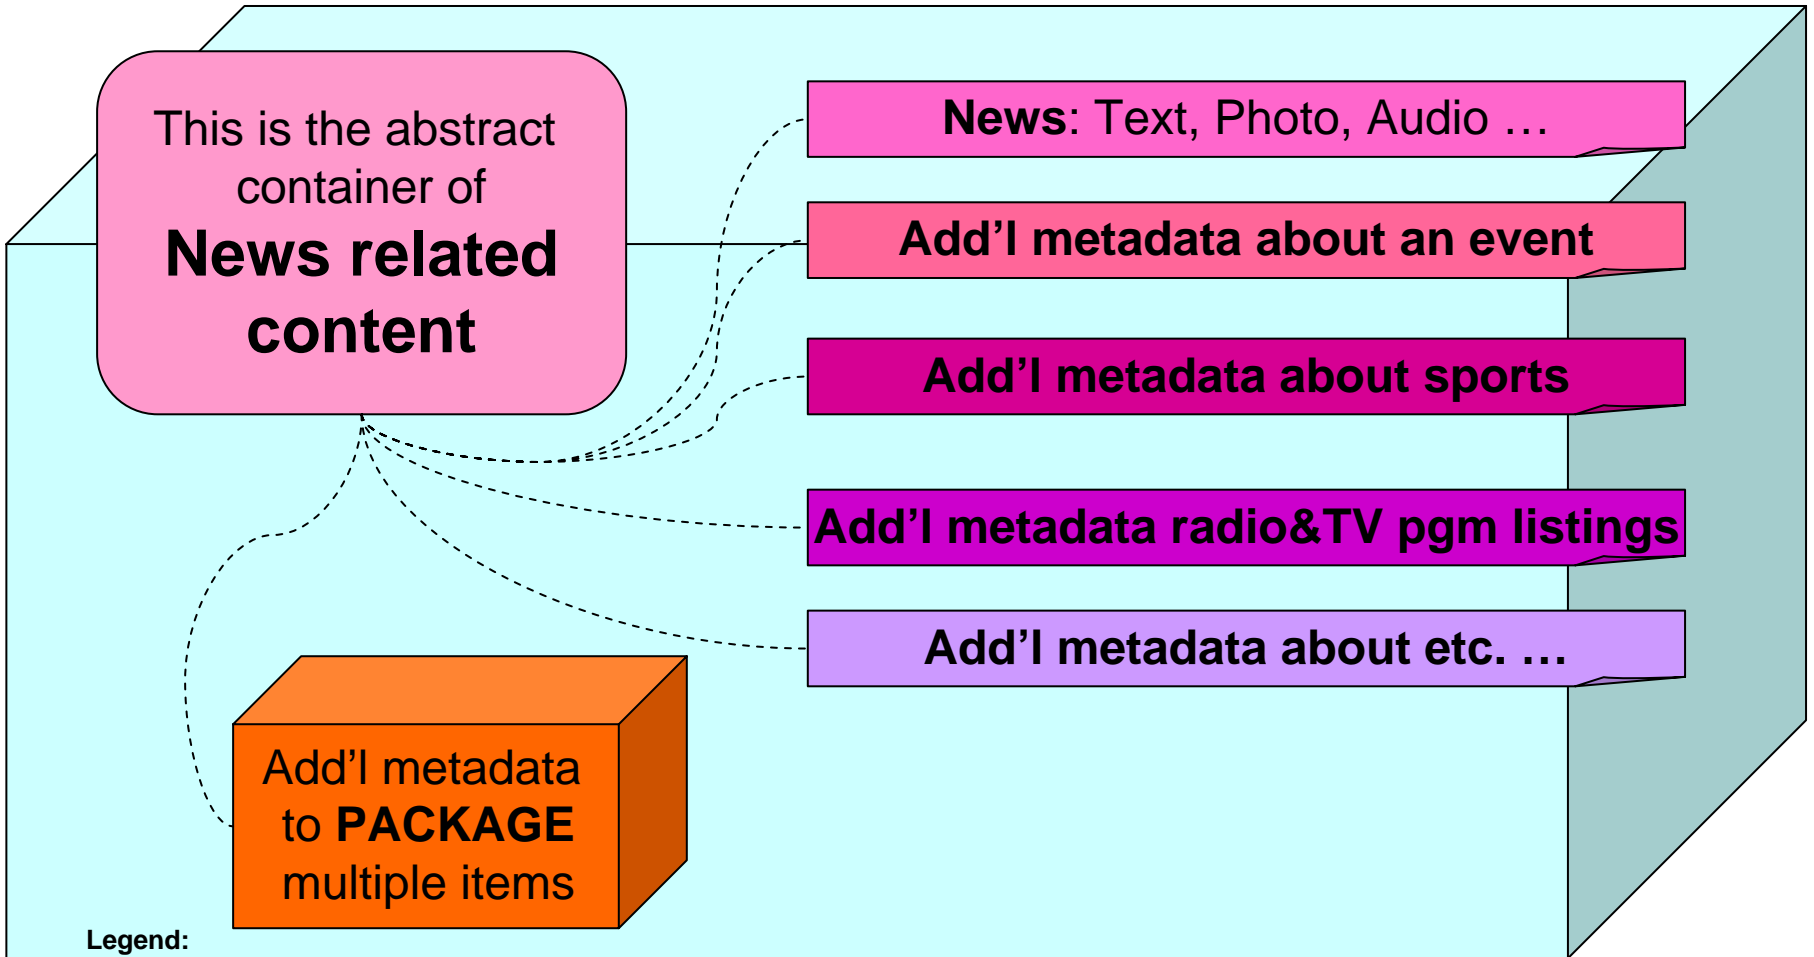 This is the abstract
container of
News related
content
News: Text, Photo, Audio …
Add’l metadata about an event
Add’l metadata about sports
Add’l metadata radio&TV pgm listings
Add’l metadata about etc. …
Add’l metadata
to PACKAGE
multiple items
Legend: